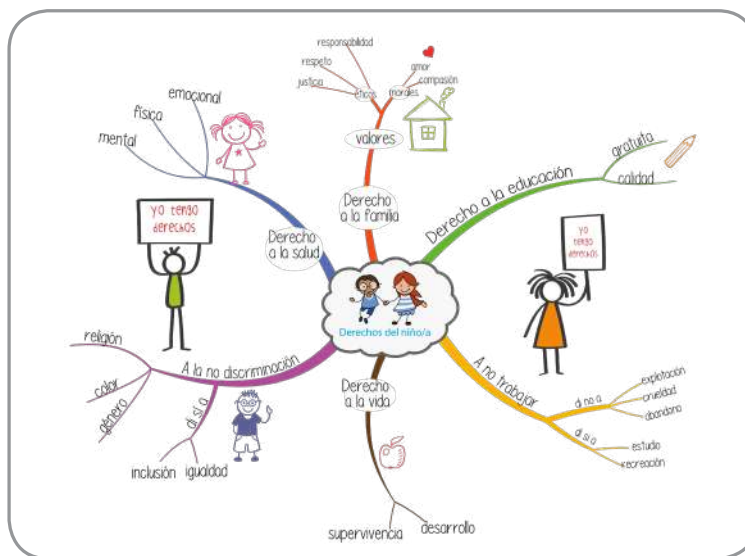 responsabilidad
respeto
justicia
éticos
amor
compasión
morales
valores
Derecho
a la familia
emocional
física
mental
Derecho
a la salud
gratuita
calidad
Derecho a la educación
yo tengo
derechos
yo
tengo
derechos
Derechos del niño/a
religión
color
género
A la no discriminación
di sí a
inclusión
igualdad
Derecho
a la vida
supervivencia
desarrollo
A no trabajar
di no a
explotación
crueldad
abandono
di sí a
estudio
recreación